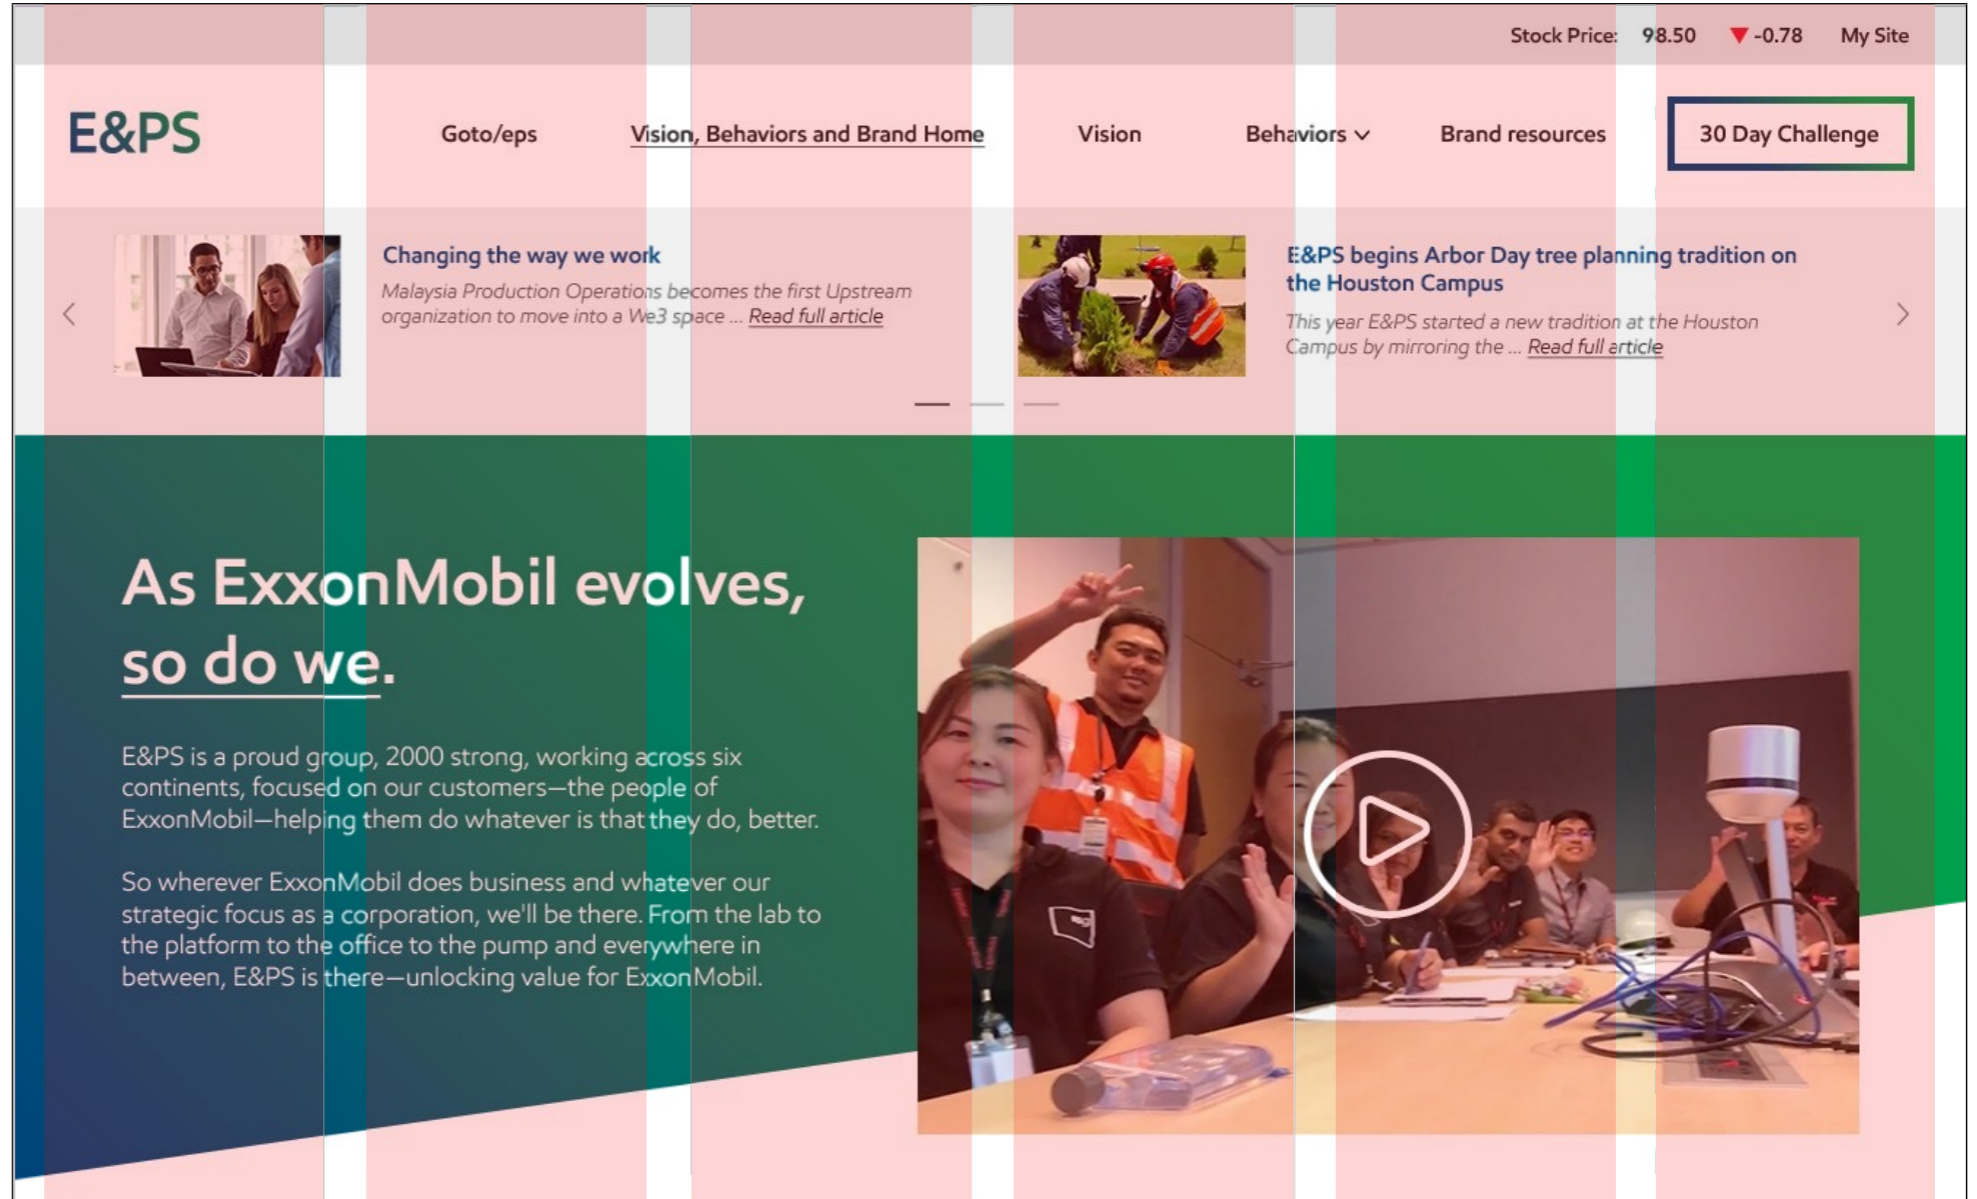 Stock Price: 98.50 ▼ -0.78 My Site
E&PS
Goto/eps
Vision, Behaviors and Brand Home
Vision
Behaviors
Brand resources
30 Day Challenge
Changing the way we work
Malaysia Production Operations becomes the first Upstream
organization to move into a We3 space ... Read full article
E&PS begins Arbor Day tree planning tradition on
the Houston Campus
This year E&PS started a new tradition at the Houston
Campus by mirroring the ... Read full article
As ExxonMobil evolves,
so do we.
E&PS is a proud group, 2000 strong, working across six
continents, focused on our customers—the people of
ExxonMobil—helping them do whatever is that they do, better.
So wherever ExxonMobil does business and whatever our
strategic focus as a corporation, we'll be there. From the lab to
the platform to the office to the pump and everywhere in
between, E&PS is there—unlocking value for ExxonMobil.